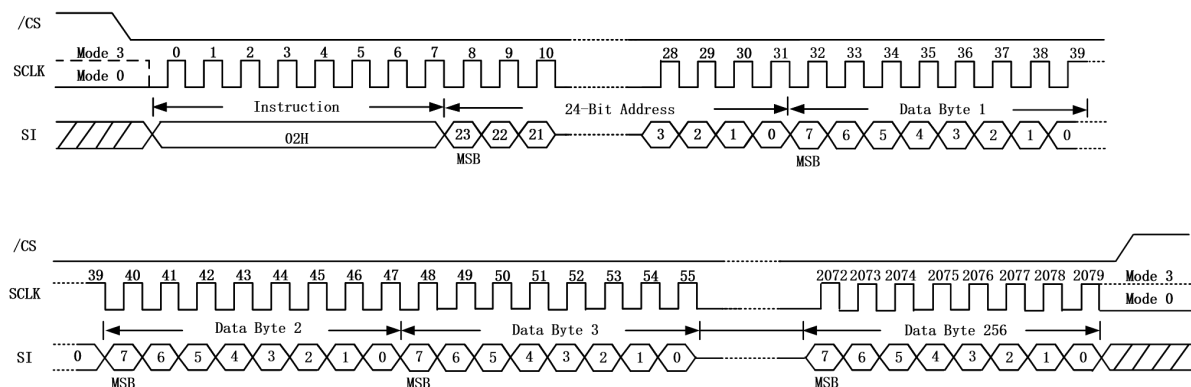 /CS
Mode 3 0 1 2 3 4 5 6 7 8 9 10 28 29 30 31 32 33 34 35 36 37 38 39
SCLK Mode 0
Instruction 24-Bit Address Data Byte 1
SI 02H 23 22 21 3 2 1 0 7 6 5 4 3 2 1 0
MSB MSB
/CS
39 40 41 42 43 44 45 46 47 48 49 50 51 52 53 54 55 2072 2073 2074 2075 2076 2077 2078 2079 Mode 3
SCLK Mode 0
Data Byte 2 Data Byte 3 Data Byte 256
SI 0 7 6 5 4 3 2 1 0 7 6 5 4 3 2 1 0 7 6 5 4 3 2 1 0
MSB MSB MSB